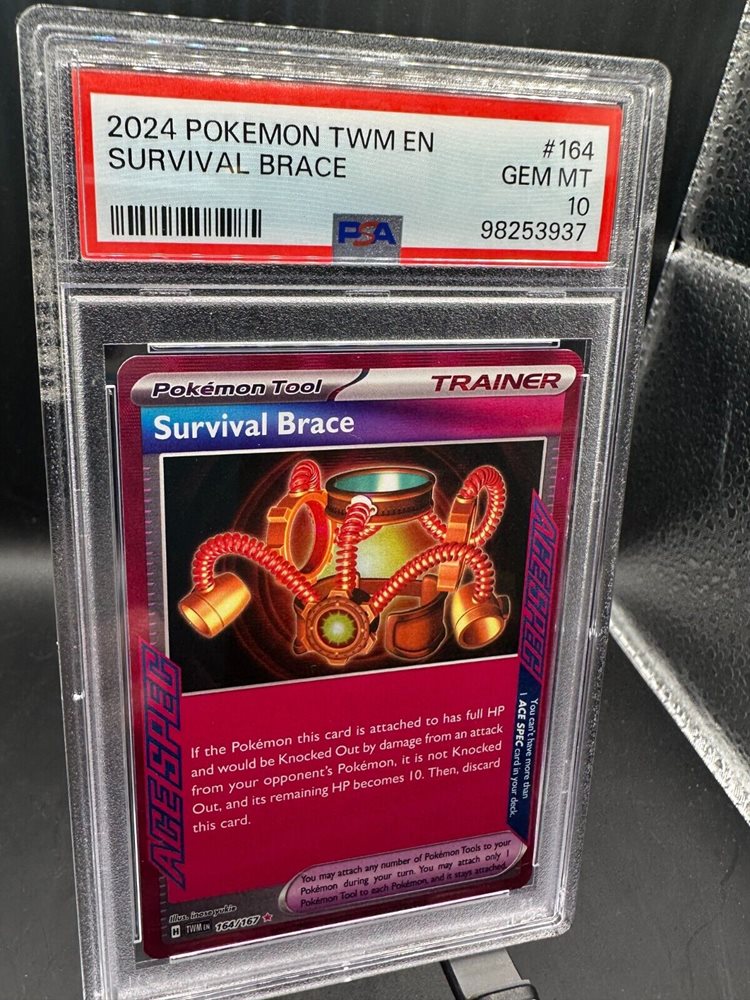 2024 POKEMON TWM EN #164
SURVIVAL BRACE GEM MT
10
PSA 98253937
Pokémon Tool TRAINER
Survival Brace
ACE SPEC
ACE SPEC
You can't have more than
1 ACE SPEC card in your deck.
If the Pokémon this card is attached to has full HP
and would be Knocked Out by damage from an attack
from your opponent's Pokémon, it is not Knocked
Out, and its remaining HP becomes 10. Then, discard
this card.
You may attach any number of Pokémon Tools to your
Pokémon during your turn. You may attach only 1
Pokémon Tool to each Pokémon, and it stays attached.
Illus. inose yukie
H TWM EN 164/167